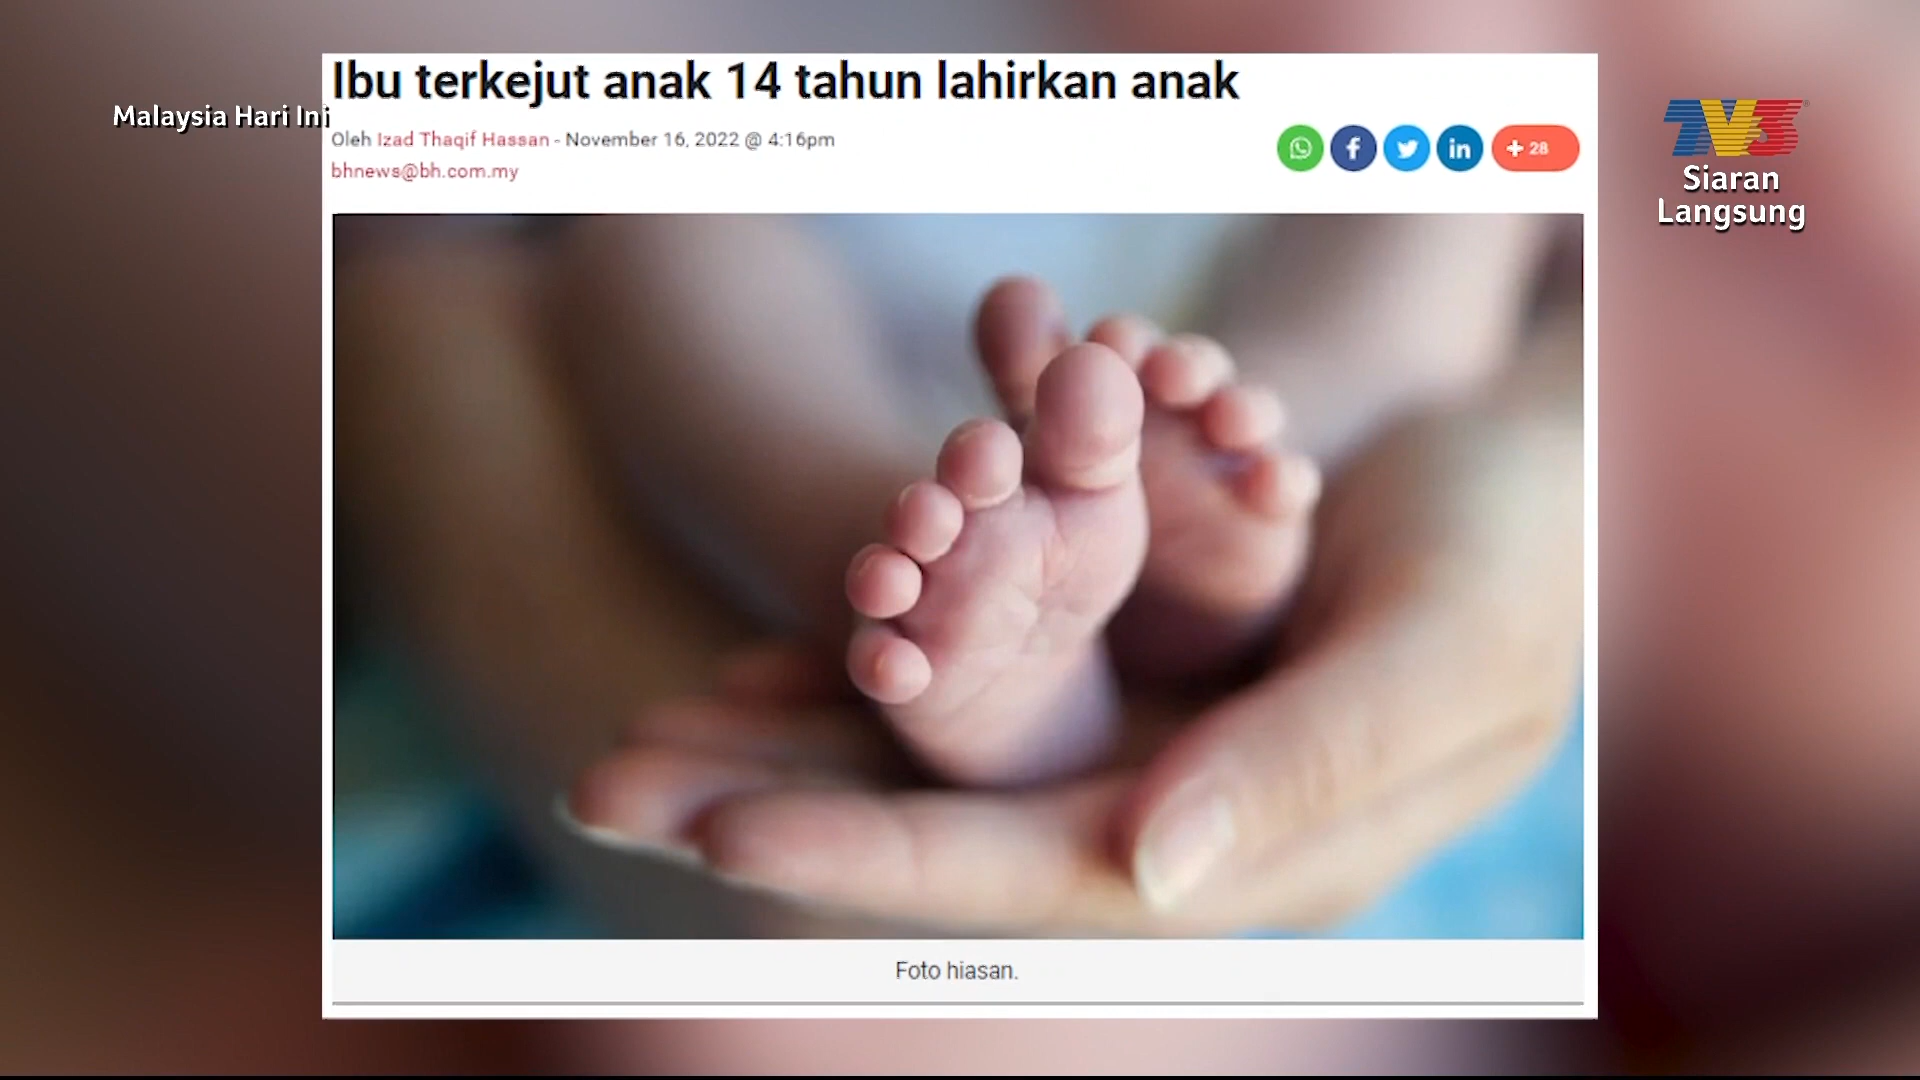 Ibu terkejut anak 14 tahun lahirkan anak
Malaysia Hari Ini
Oleh Izad Thaqif Hassan - November 16, 2022 @ 4:16pm
bhnews@bh.com.my
+ 28
TV3
Siaran
Langsung
Foto hiasan.